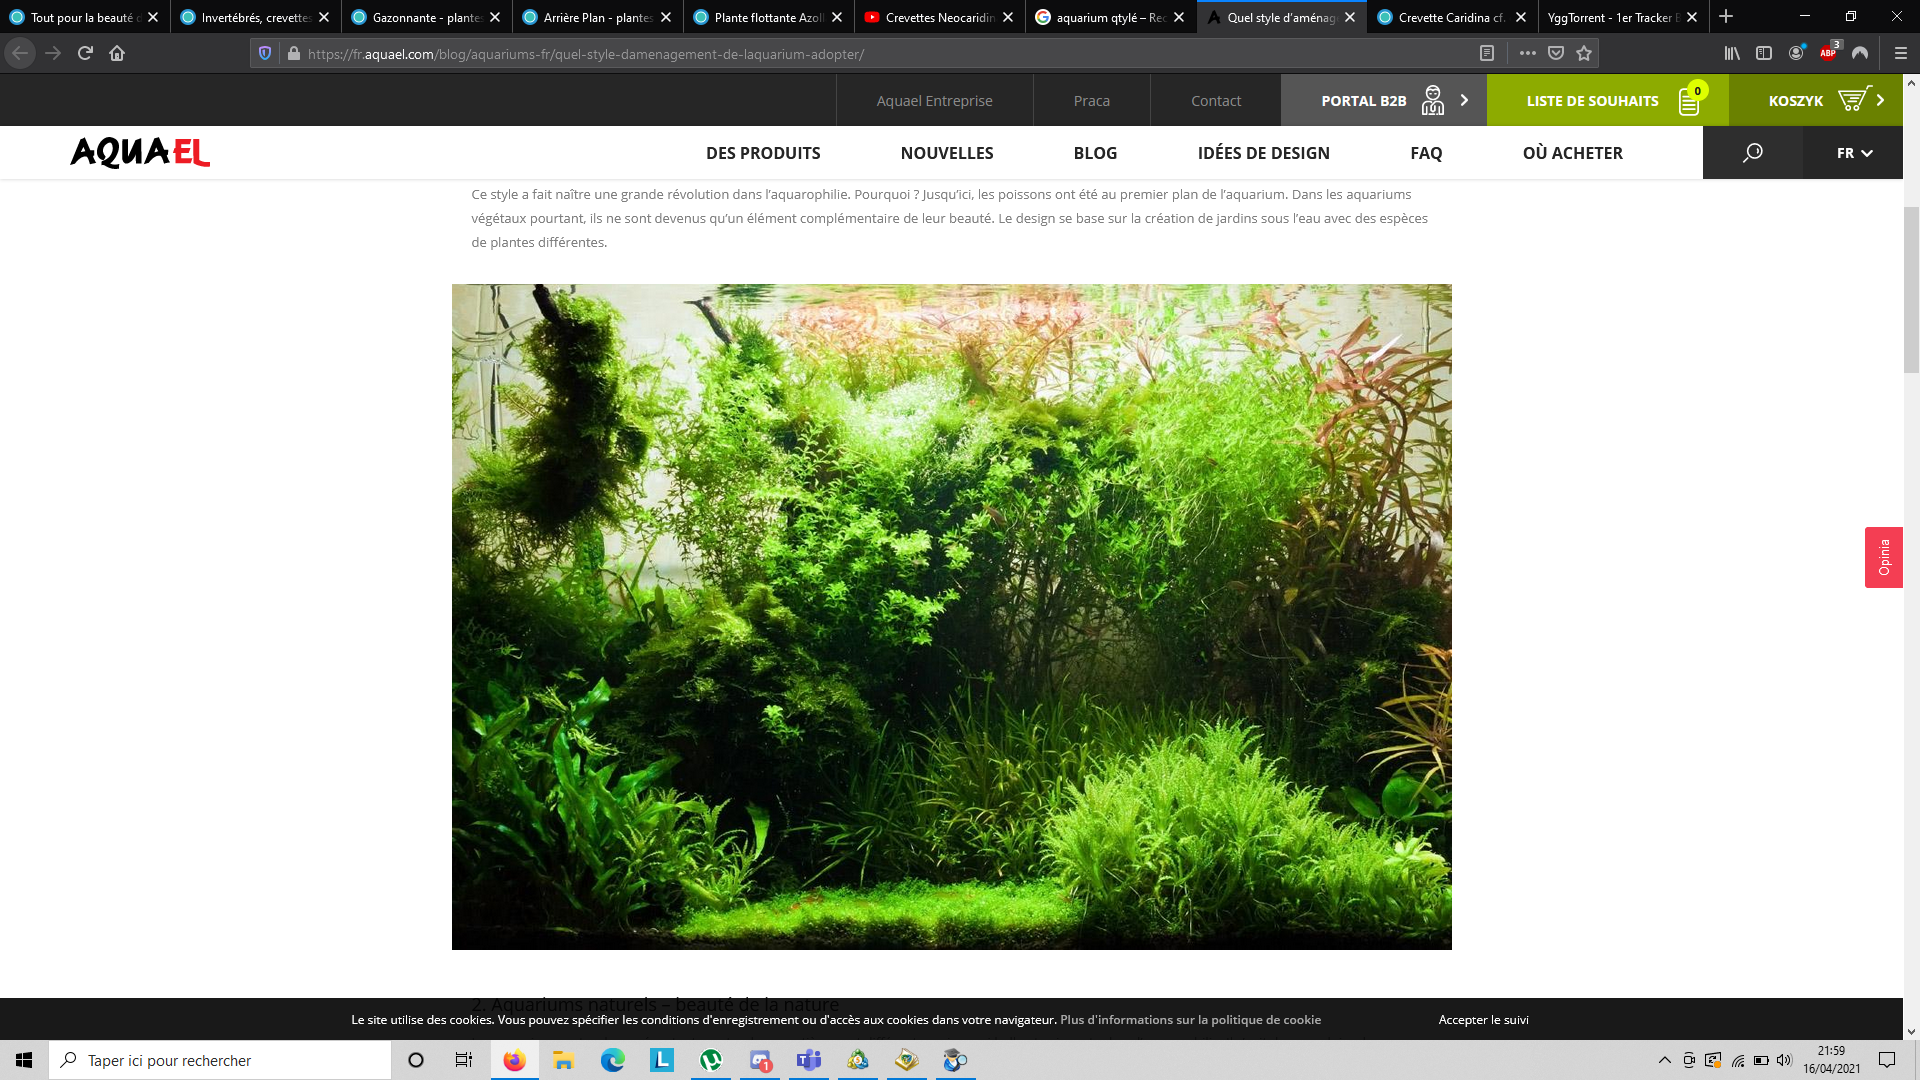 Tout pour la beauté d
Invertébrés, crevettes
Gazonnante - plantes
Arrière Plan - plantes
Plante flottante Azoll
Crevettes Neocaridin
aquarium qtylé – Rec
Quel style d'aménag
Crevette Caridina cf.
YggTorrent - 1er Tracker B
https://fr.aquael.com/blog/aquariums-fr/quel-style-damenagement-de-laquarium-adopter/
ABP
3
Aquael Entreprise
Praca
Contact
PORTAL B2B
LISTE DE SOUHAITS
0
KOSZYK
AQUAEL
DES PRODUITS
NOUVELLES
BLOG
IDÉES DE DESIGN
FAQ
OÙ ACHETER
FR
Ce style a fait naître une grande révolution dans l'aquarophilie. Pourquoi ? Jusqu'ici, les poissons ont été au premier plan de l'aquarium. Dans les aquariums
végétaux pourtant, ils ne sont devenus qu'un élément complémentaire de leur beauté. Le design se base sur la création de jardins sous l'eau avec des espèces
de plantes différentes.
Opinia
2. Aquariums naturels – beauté de la nature
Le site utilise des cookies. Vous pouvez spécifier les conditions d'enregistrement ou d'accès aux cookies dans votre navigateur. Plus d'informations sur la politique de cookie
Accepter le suivi
Taper ici pour rechercher
L
1
21:59
16/04/2021